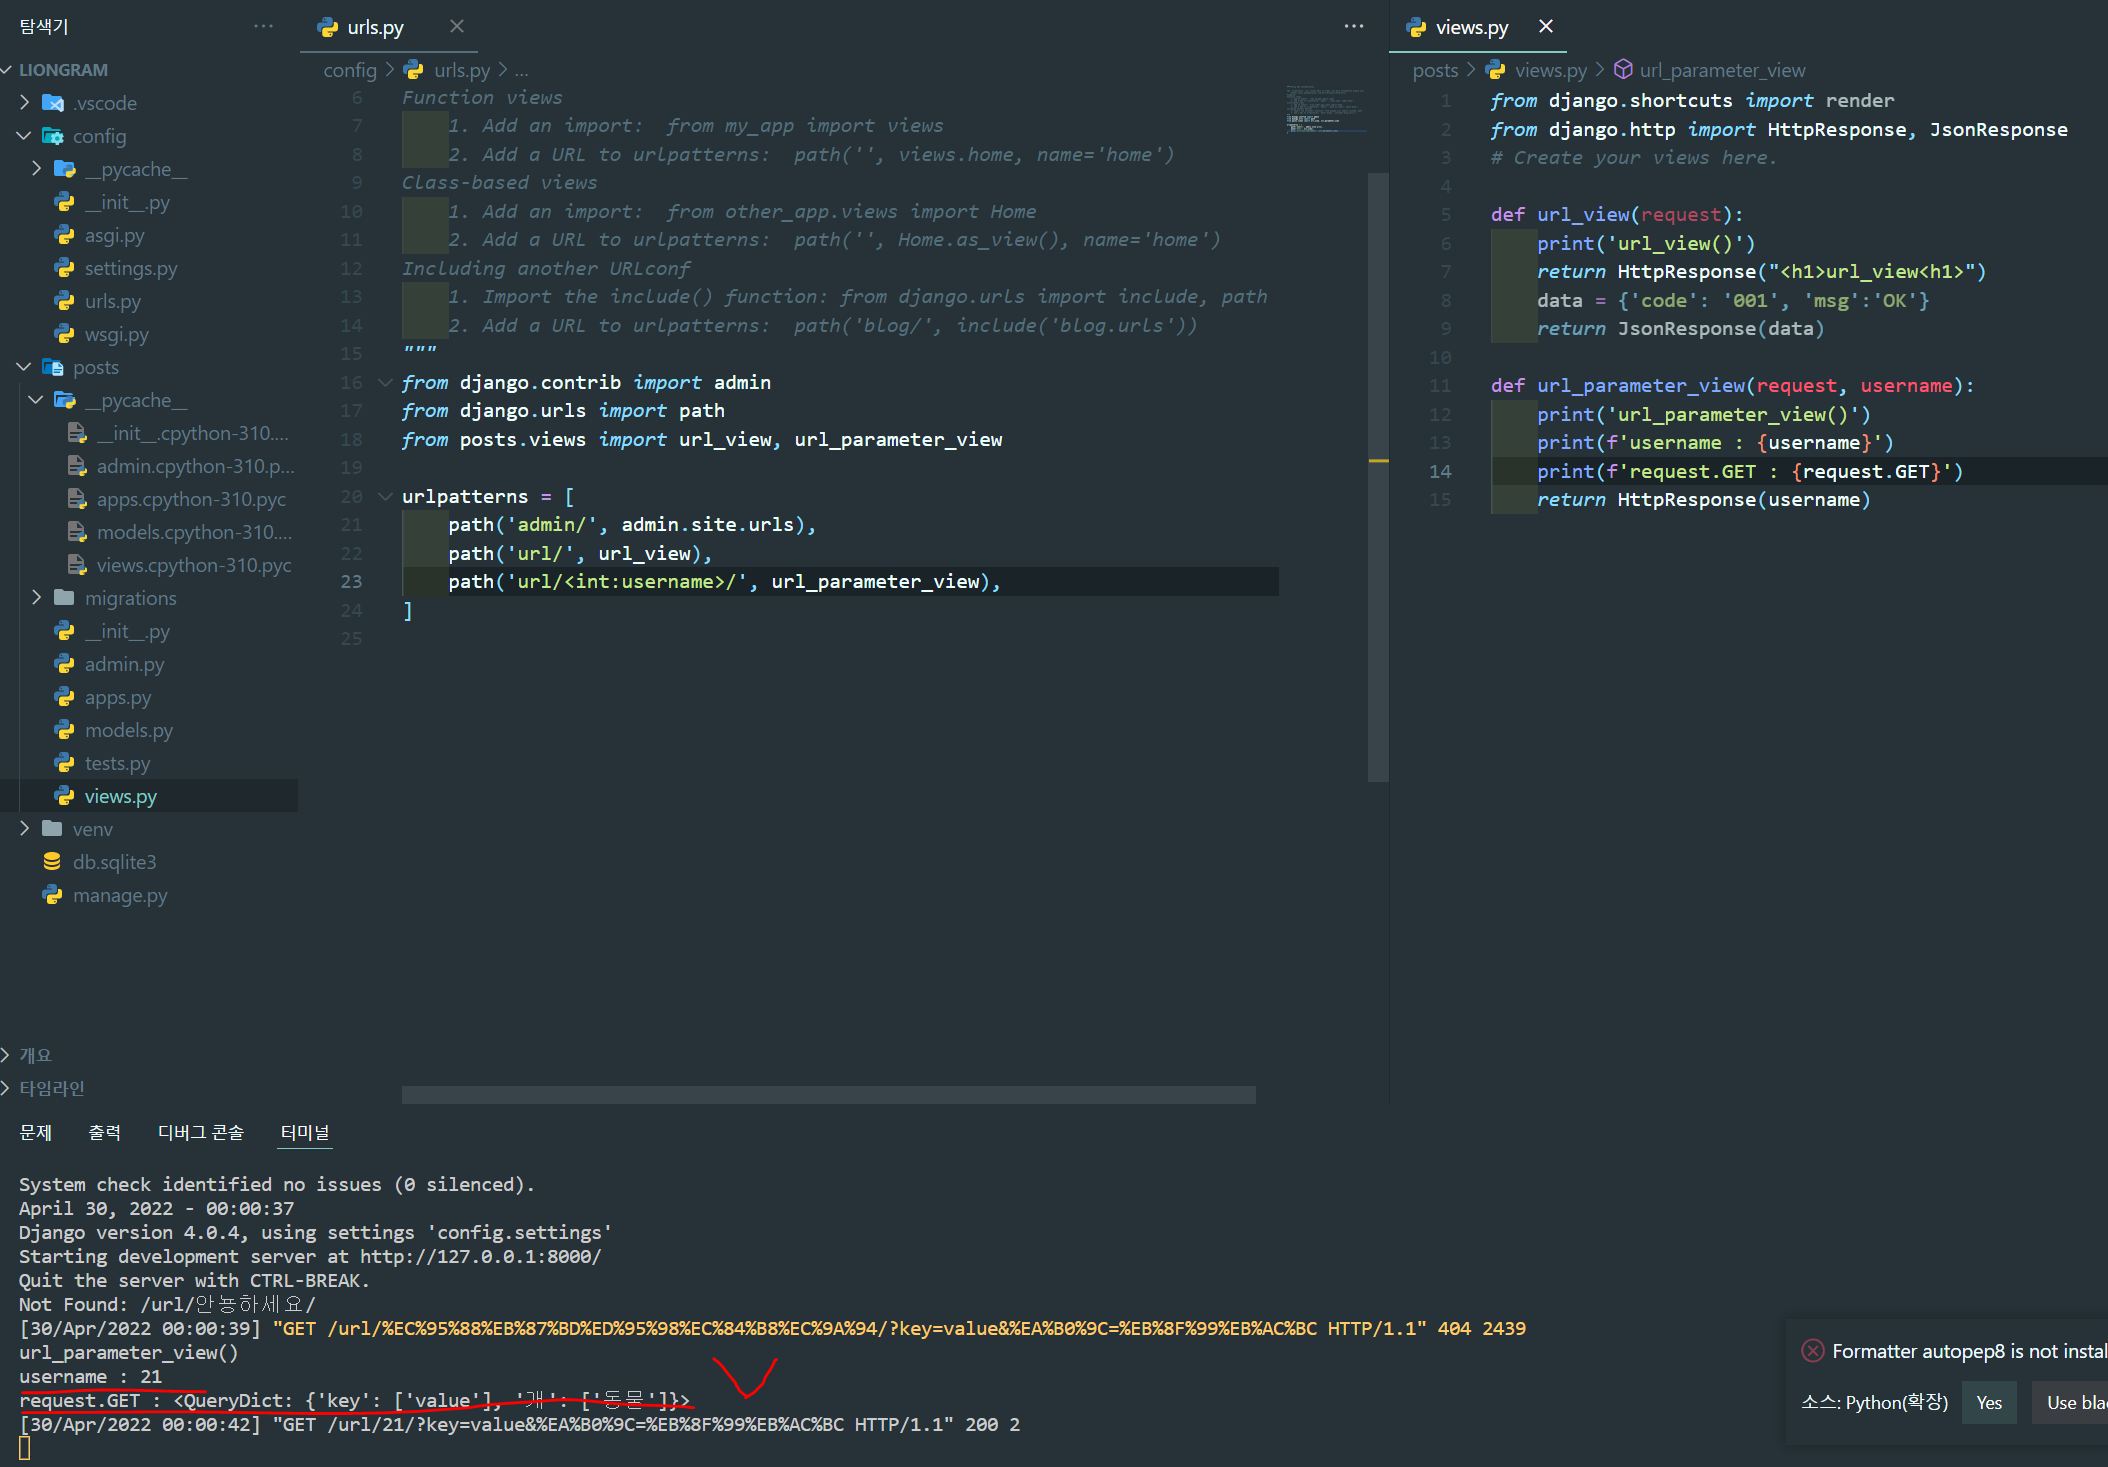 탐색기 ···
LIONGRAM
.vscode
config
__pycache__
__init__.py
asgi.py
settings.py
urls.py
wsgi.py
posts
__pycache__
__init__.cpython-310....
admin.cpython-310.p...
apps.cpython-310.pyc
models.cpython-310....
views.cpython-310.pyc
migrations
__init__.py
admin.py
apps.py
models.py
tests.py
views.py
venv
db.sqlite3
manage.py
개요
타임라인
urls.py
config > urls.py > ...
6 Function views
7     1. Add an import:  from my_app import views
8     2. Add a URL to urlpatterns:  path('', views.home, name='home')
9 Class-based views
10     1. Add an import:  from other_app.views import Home
11     2. Add a URL to urlpatterns:  path('', Home.as_view(), name='home')
12 Including another URLconf
13     1. Import the include() function: from django.urls import include, path
14     2. Add a URL to urlpatterns:  path('blog/', include('blog.urls'))
15 """
16 from django.contrib import admin
17 from django.urls import path
18 from posts.views import url_view, url_parameter_view
19
20 urlpatterns = [
21     path('admin/', admin.site.urls),
22     path('url/', url_view),
23     path('url/<int:username>/', url_parameter_view),
24 ]
25
views.py
posts > views.py > url_parameter_view
1 from django.shortcuts import render
2 from django.http import HttpResponse, JsonResponse
3 # Create your views here.
4
5 def url_view(request):
6     print('url_view()')
7     return HttpResponse("<h1>url_view<h1>")
8     data = {'code': '001', 'msg':'OK'}
9     return JsonResponse(data)
10
11 def url_parameter_view(request, username):
12     print('url_parameter_view()')
13     print(f'username : {username}')
14     print(f'request.GET : {request.GET}')
15     return HttpResponse(username)
문제 출력 디버그 콘솔 터미널
System check identified no issues (0 silenced).
April 30, 2022 - 00:00:37
Django version 4.0.4, using settings 'config.settings'
Starting development server at http://127.0.0.1:8000/
Quit the server with CTRL-BREAK.
Not Found: /url/안뇽하세요/
[30/Apr/2022 00:00:39] "GET /url/%EC%95%88%EB%87%BD%ED%95%98%EC%84%B8%EC%9A%94/?key=value&%EA%B0%9C=%EB%8F%99%EB%AC%BC HTTP/1.1" 404 2439
url_parameter_view()
username : 21
request.GET : <QueryDict: {'key': ['value'], '개': ['동물']}>
[30/Apr/2022 00:00:42] "GET /url/21/?key=value&%EA%B0%9C=%EB%8F%99%EB%AC%BC HTTP/1.1" 200 2
Formatter autopep8 is not instal
소스: Python(확장) Yes Use blac